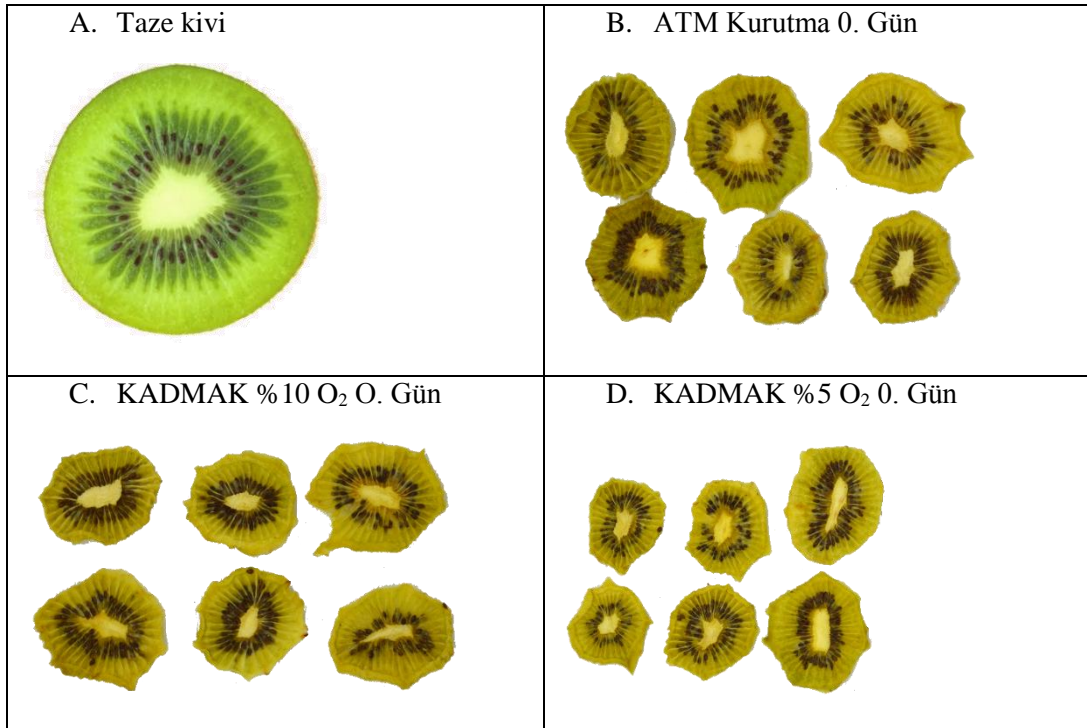 A. Taze kivi
B. ATM Kurutma 0. Gün
C. KADMAK %10 O₂ O. Gün
D. KADMAK %5 O₂ 0. Gün